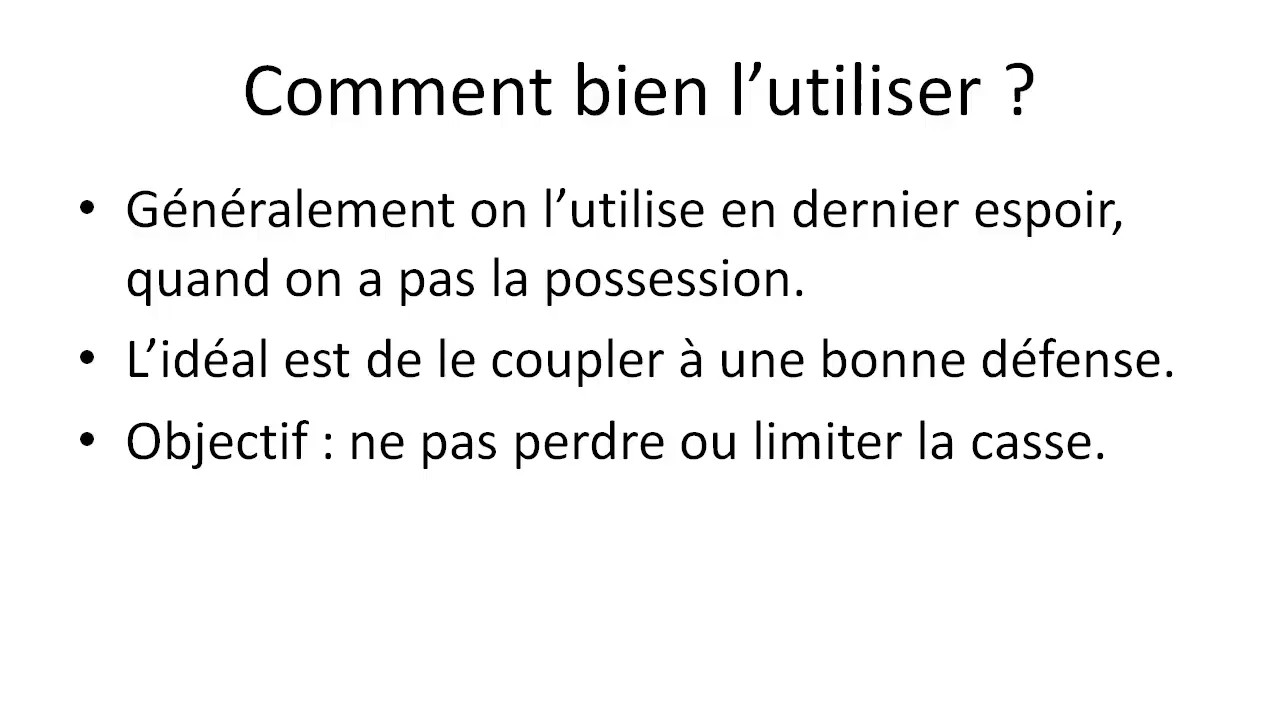 Comment bien l’utiliser ?
• Généralement on l’utilise en dernier espoir,
quand on a pas la possession.
• L’idéal est de le coupler à une bonne défense.
• Objectif : ne pas perdre ou limiter la casse.